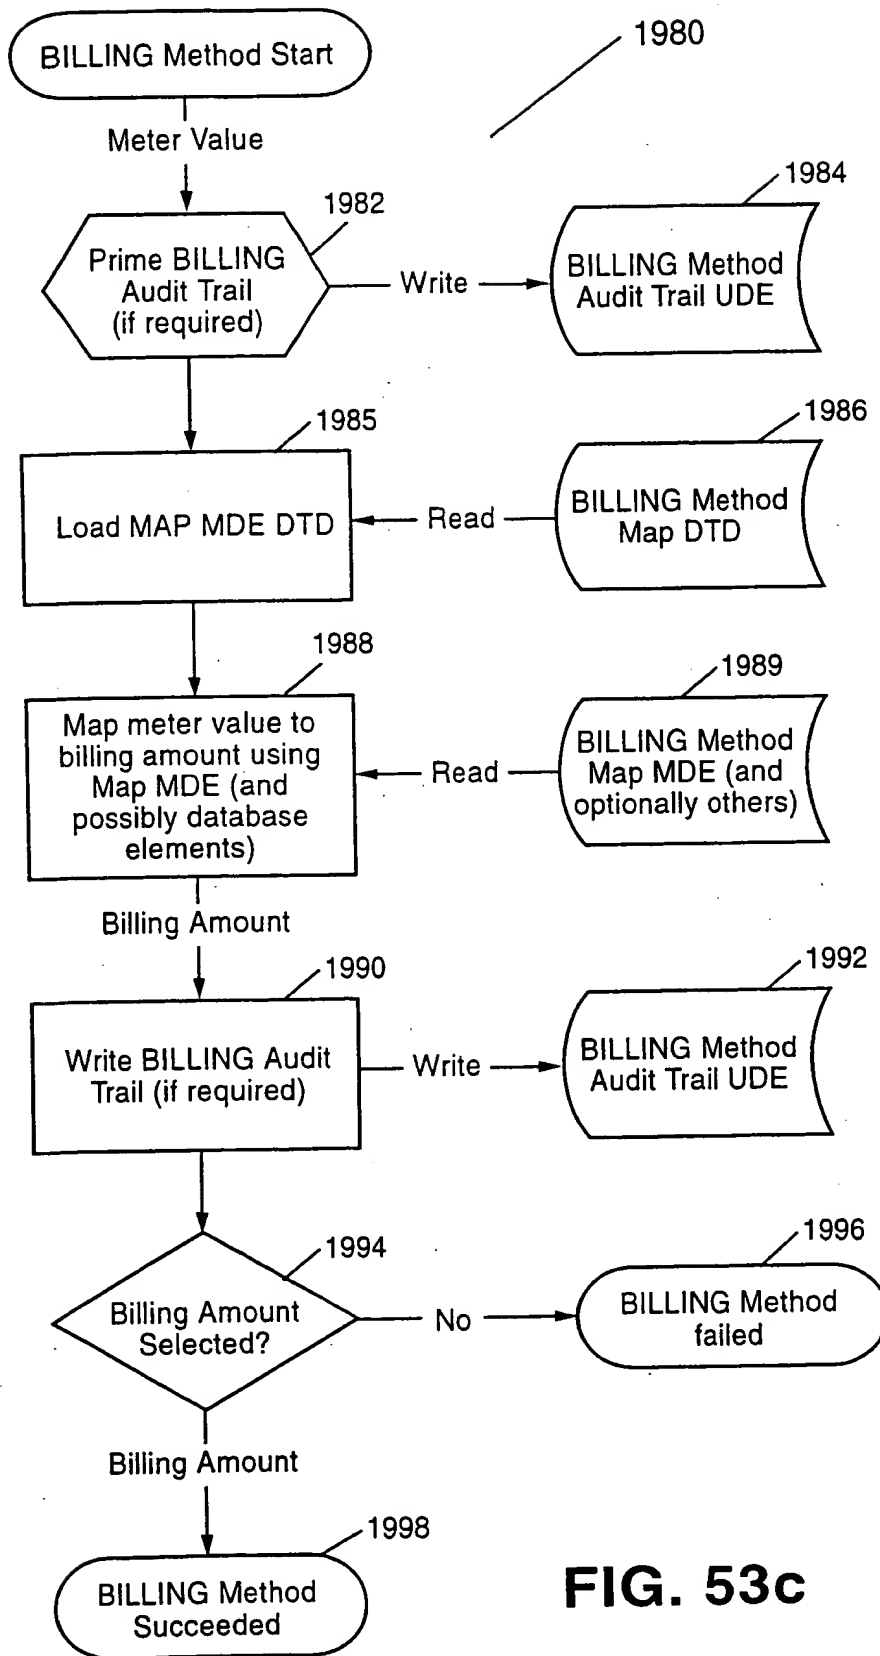 BILLING Method Start
1980
Meter Value
1982
1984
Prime BILLING
Audit Trail
(if required)
Write
BILLING Method
Audit Trail UDE
1985
1986
Load MAP MDE DTD
Read
BILLING Method
Map DTD
1988
1989
Map meter value to
billing amount using
Map MDE (and
possibly database
elements)
Read
BILLING Method
Map MDE (and
optionally others)
Billing Amount
1990
1992
Write BILLING Audit
Trail (if required)
Write
BILLING Method
Audit Trail UDE
1994
1996
Billing Amount
Selected?
No
BILLING Method
failed
Billing Amount
1998
BILLING Method
Succeeded
FIG. 53c